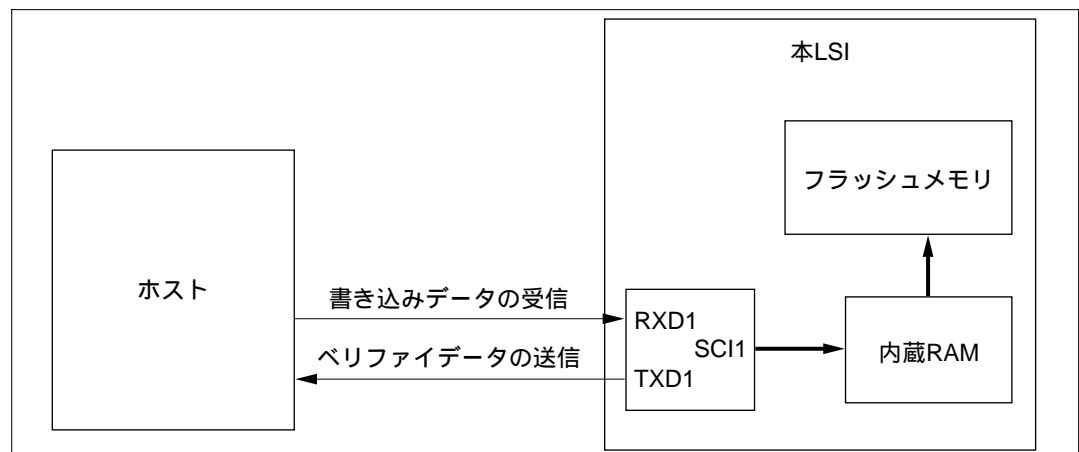 本LSI
フラッシュメモリ
ホスト
書き込みデータの受信
RXD1
SCI1
内蔵RAM
ベリファイデータの送信
TXD1